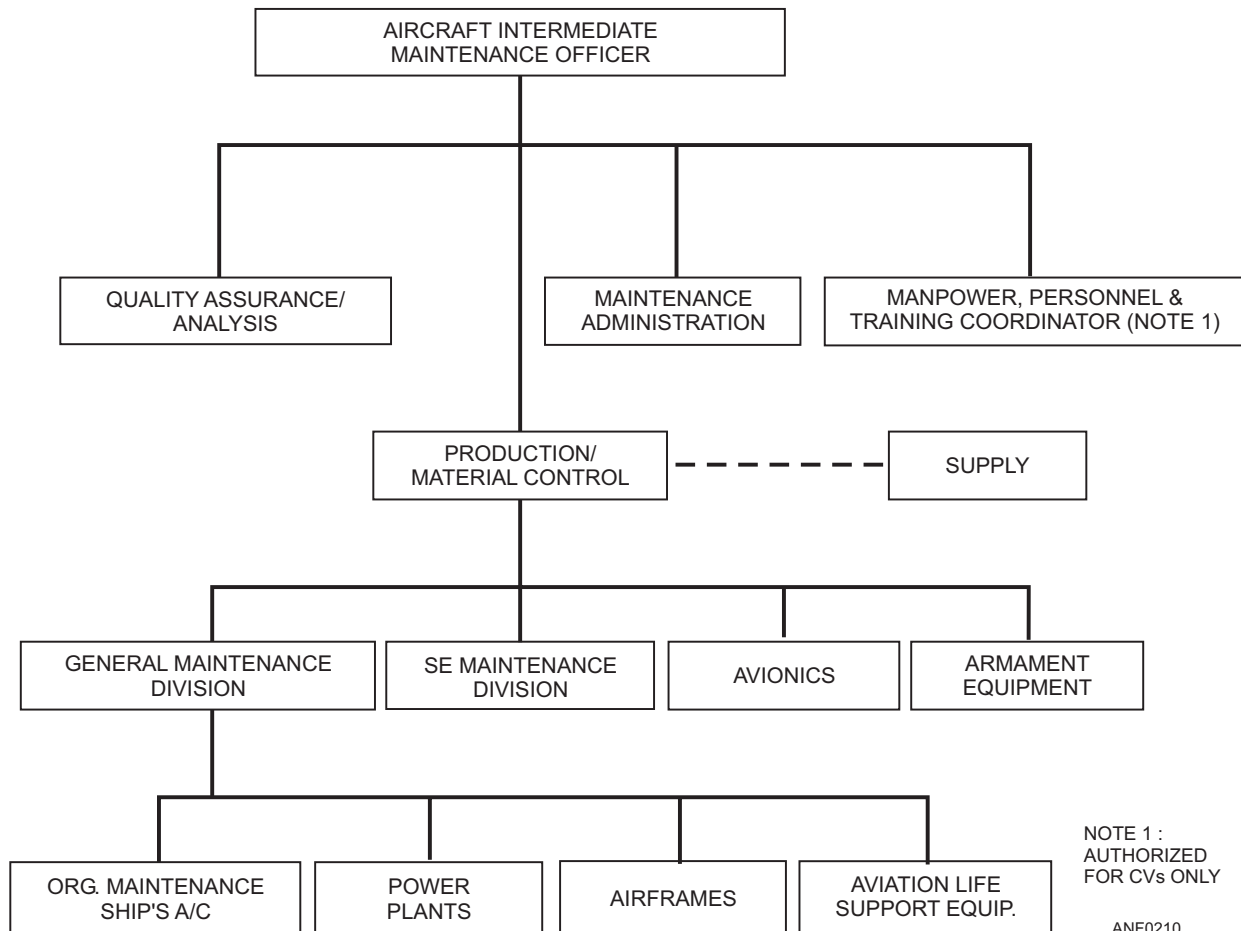 AIRCRAFT INTERMEDIATE
MAINTENANCE OFFICER
QUALITY ASSURANCE/
ANALYSIS
MAINTENANCE
ADMINISTRATION
MANPOWER, PERSONNEL &
TRAINING COORDINATOR (NOTE 1)
PRODUCTION/
MATERIAL CONTROL
SUPPLY
GENERAL MAINTENANCE
DIVISION
SE MAINTENANCE
DIVISION
AVIONICS
ARMAMENT
EQUIPMENT
ORG. MAINTENANCE
SHIP'S A/C
POWER
PLANTS
AIRFRAMES
AVIATION LIFE
SUPPORT EQUIP.
NOTE 1 :
AUTHORIZED
FOR CVs ONLY
ANF0210